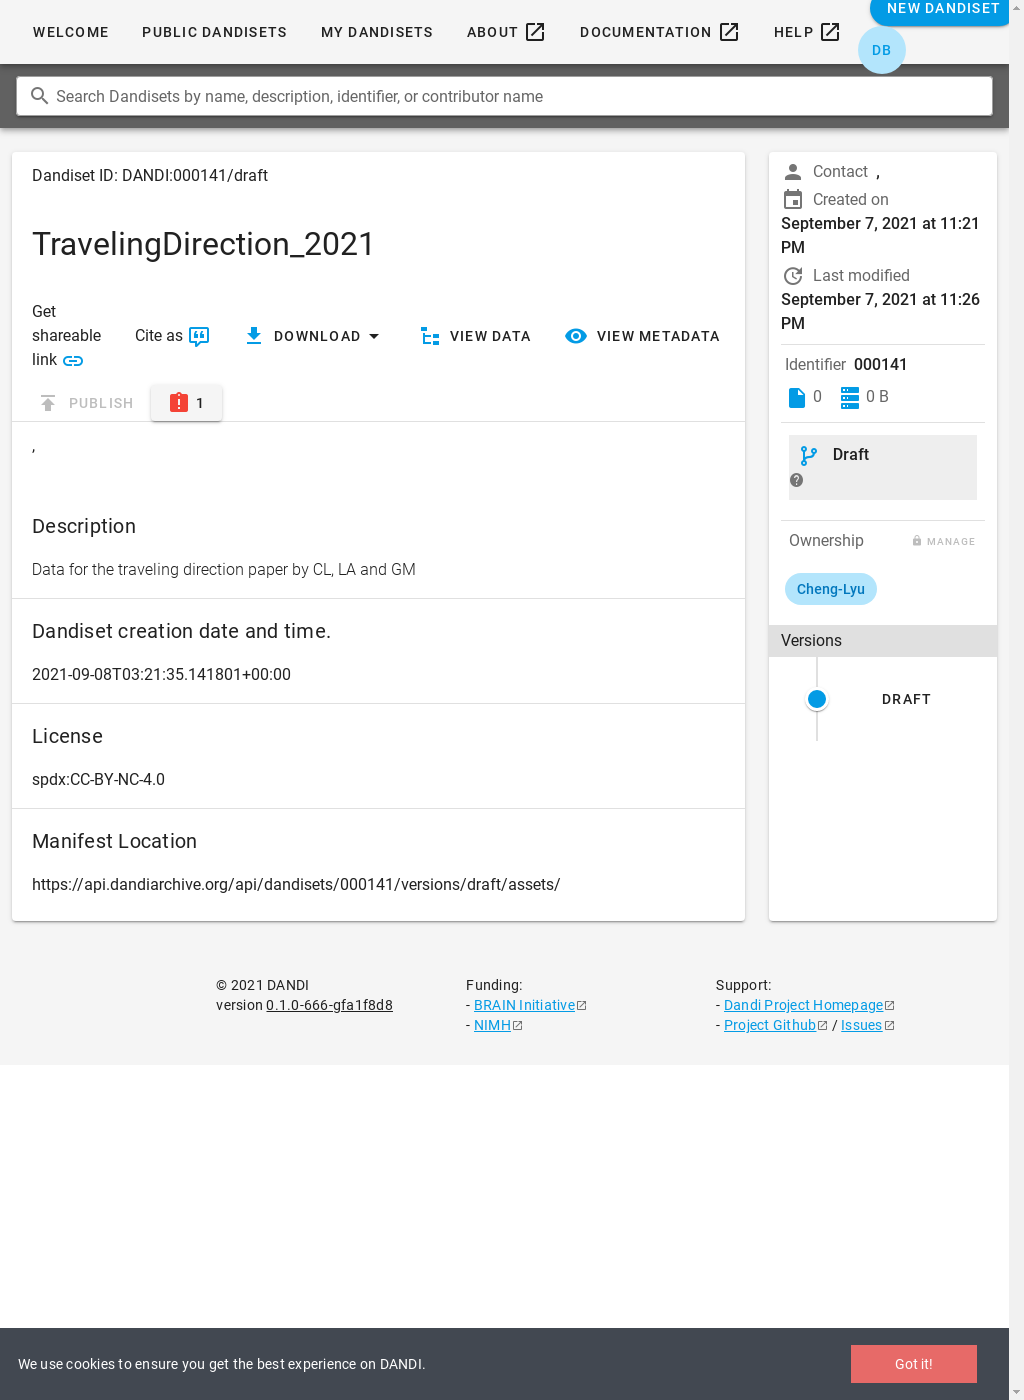 WELCOME
PUBLIC DANDISETS
MY DANDISETS
ABOUT
DOCUMENTATION
HELP
NEW DANDISET
DB
Search Dandisets by name, description, identifier, or contributor name
Dandiset ID: DANDI:000141/draft
TravelingDirection_2021
Get
shareable
link
Cite as
DOWNLOAD
VIEW DATA
VIEW METADATA
PUBLISH
1
,
Description
Data for the traveling direction paper by CL, LA and GM
Dandiset creation date and time.
2021-09-08T03:21:35.141801+00:00
License
spdx:CC-BY-NC-4.0
Manifest Location
https://api.dandiarchive.org/api/dandisets/000141/versions/draft/assets/
Contact ,
Created on
September 7, 2021 at 11:21
PM
Last modified
September 7, 2021 at 11:26
PM
Identifier 000141
0
0 B
Draft
Ownership
MANAGE
Cheng-Lyu
Versions
DRAFT
© 2021 DANDI
version 0.1.0-666-gfa1f8d8
Funding:
- BRAIN Initiative
- NIMH
Support:
- Dandi Project Homepage
- Project Github / Issues
We use cookies to ensure you get the best experience on DANDI.
Got it!